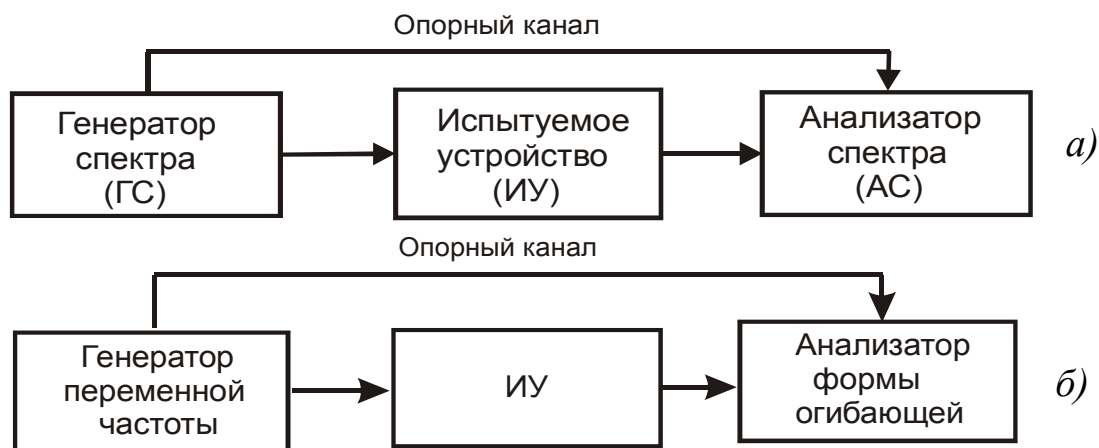 Опорный канал
Генератор
спектра
(ГС)
Испытуемое
устройство
(ИУ)
Анализатор
спектра
(АС)
а)
Опорный канал
Генератор
переменной
частоты
ИУ
Анализатор
формы
огибающей
б)